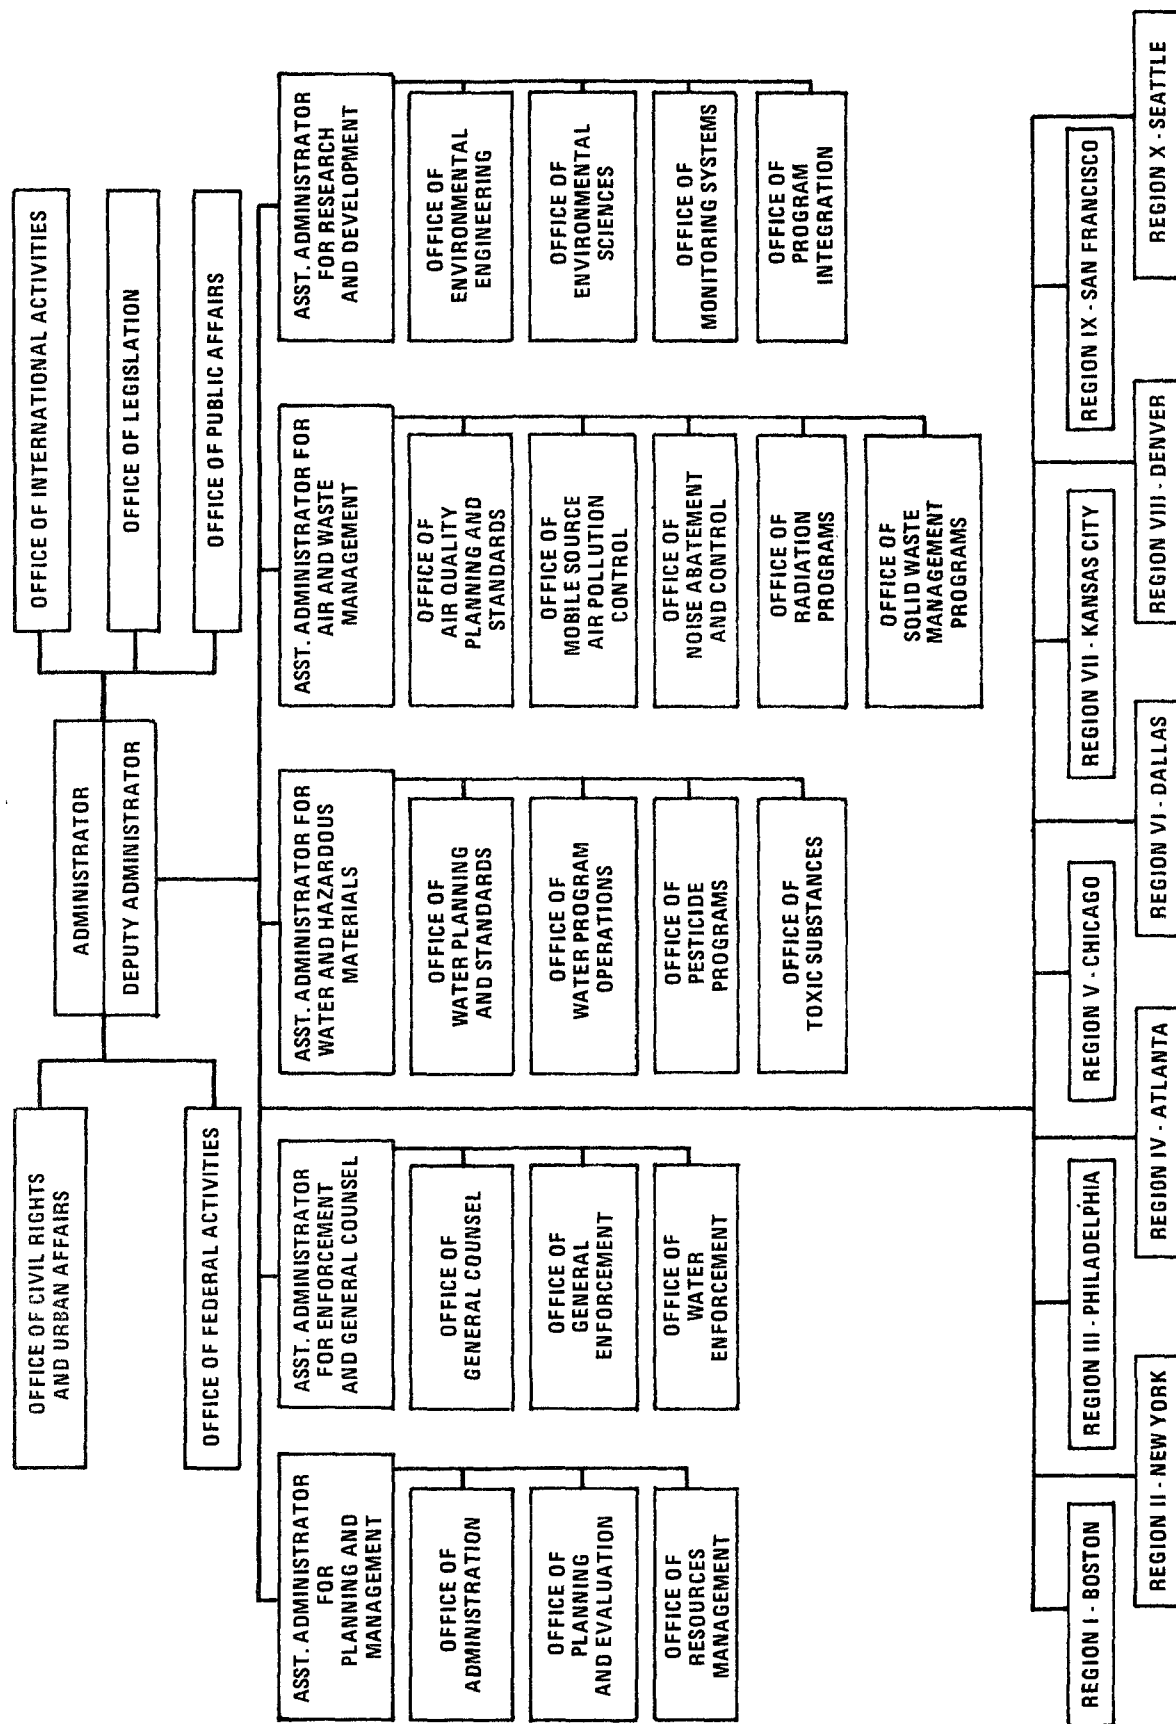 ADMINISTRATOR
DEPUTY ADMINISTRATOR
OFFICE OF CIVIL RIGHTS
AND URBAN AFFAIRS
OFFICE OF FEDERAL ACTIVITIES
OFFICE OF INTERNATIONAL ACTIVITIES
OFFICE OF LEGISLATION
OFFICE OF PUBLIC AFFAIRS
ASST. ADMINISTRATOR
FOR
PLANNING AND
MANAGEMENT
OFFICE OF
ADMINISTRATION
OFFICE OF
PLANNING
AND EVALUATION
OFFICE OF
RESOURCES
MANAGEMENT
ASST. ADMINISTRATOR
FOR ENFORCEMENT
AND GENERAL COUNSEL
OFFICE OF
GENERAL COUNSEL
OFFICE OF
GENERAL
ENFORCEMENT
OFFICE OF
WATER
ENFORCEMENT
ASST. ADMINISTRATOR FOR
WATER AND HAZARDOUS
MATERIALS
OFFICE OF
WATER PLANNING
AND STANDARDS
OFFICE OF
WATER PROGRAM
OPERATIONS
OFFICE OF
PESTICIDE
PROGRAMS
OFFICE OF
TOXIC SUBSTANCES
ASST. ADMINISTRATOR FOR
AIR AND WASTE
MANAGEMENT
OFFICE OF
AIR QUALITY
PLANNING AND
STANDARDS
OFFICE OF
MOBILE SOURCE
AIR POLLUTION
CONTROL
OFFICE OF
NOISE ABATEMENT
AND CONTROL
OFFICE OF
RADIATION
PROGRAMS
OFFICE OF
SOLID WASTE
MANAGEMENT
PROGRAMS
ASST. ADMINISTRATOR
FOR RESEARCH
AND DEVELOPMENT
OFFICE OF
ENVIRONMENTAL
ENGINEERING
OFFICE OF
ENVIRONMENTAL
SCIENCES
OFFICE OF
MONITORING SYSTEMS
OFFICE OF
PROGRAM
INTEGRATION
REGION I - BOSTON
REGION II - NEW YORK
REGION III - PHILADELPHIA
REGION IV - ATLANTA
REGION V - CHICAGO
REGION VI - DALLAS
REGION VII - KANSAS CITY
REGION VIII - DENVER
REGION IX - SAN FRANCISCO
REGION X - SEATTLE